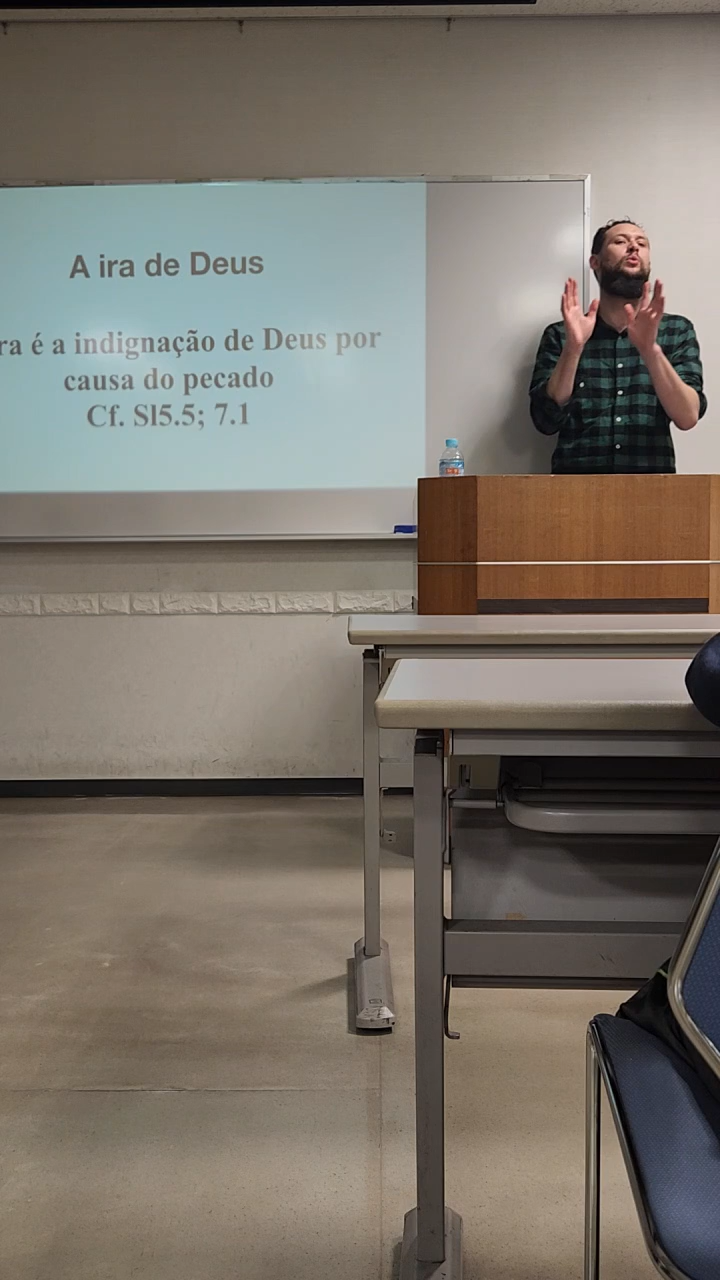 A ira de Deus
ra é a indignação de Deus por
causa do pecado
Cf. Sl5.5; 7.1